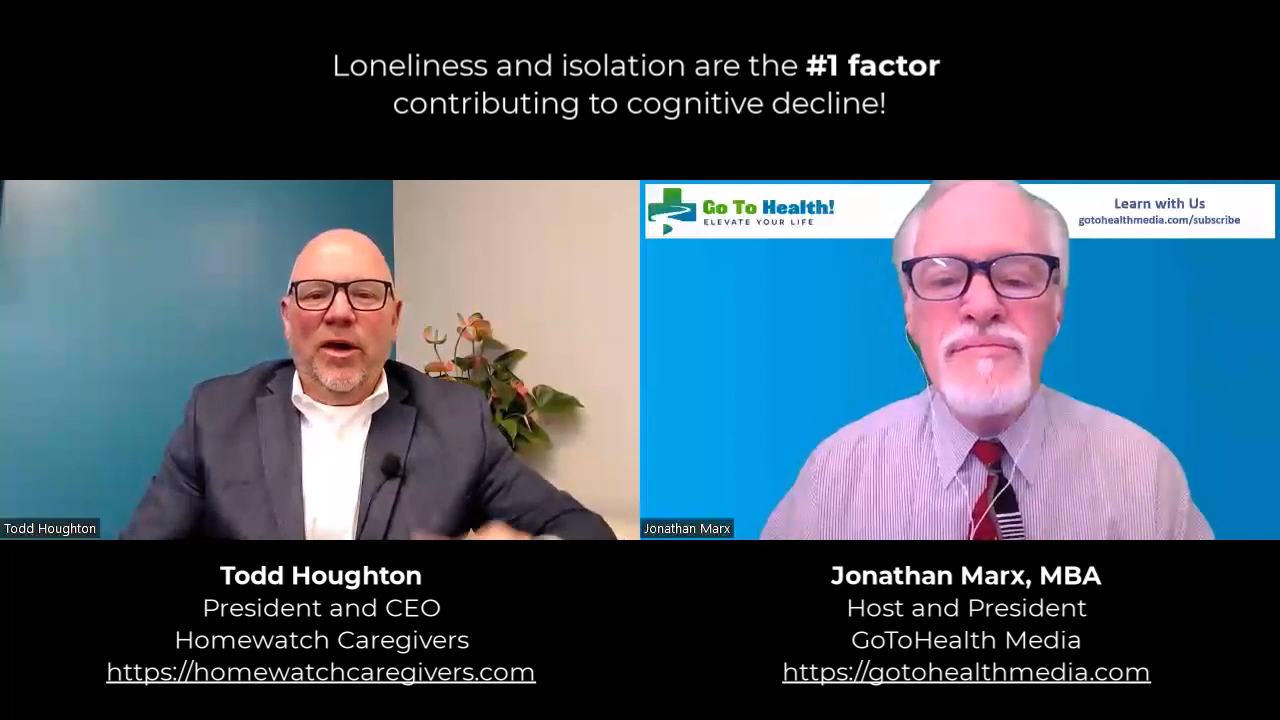 Loneliness and isolation are the #1 factor
contributing to cognitive decline!
Go To Health!
ELEVATE YOUR LIFE
Learn with Us
gotohealthmedia.com/subscribe
Todd Houghton
Jonathan Marx
Todd Houghton
President and CEO
Homewatch Caregivers
https://homewatchcaregivers.com
Jonathan Marx, MBA
Host and President
GoToHealth Media
https://gotohealthmedia.com